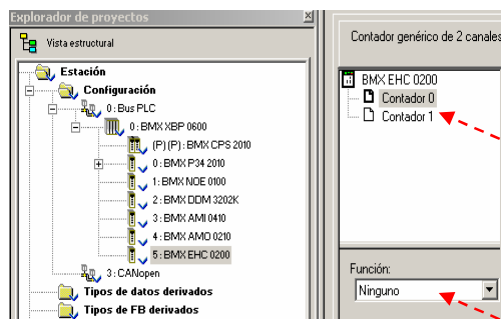 Explorador de proyectos
Vista estructural
Estación
Configuración
0: Bus PLC
0: BMX XBP 0600
(P) (P): BMX CPS 2010
0: BMX P34 2010
1: BMX NOE 0100
2: BMX DDM 3202K
3: BMX AMI 0410
4: BMX AMO 0210
5: BMX EHC 0200
3: CANopen
Tipos de datos derivados
Tipos de FB derivados
Contador genérico de 2 canales
BMX EHC 0200
Contador 0
Contador 1
Función:
Ninguno